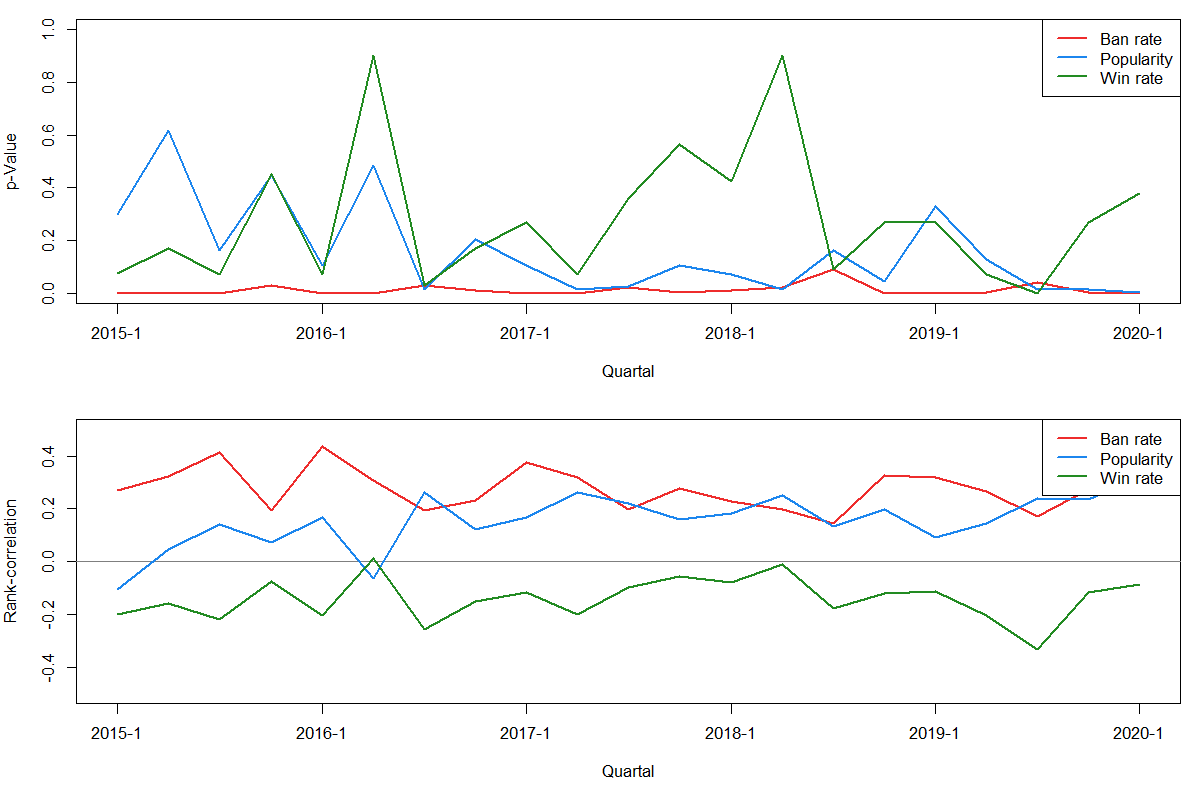 1.0
Ban rate
Popularity
Win rate
0.8
0.6
0.4
0.2
0.0
p-Value
2015-1 2016-1 2017-1 2018-1 2019-1 2020-1
Quartal
Ban rate
Popularity
Win rate
0.4
0.2
0.0
-0.2
-0.4
Rank-correlation
2015-1 2016-1 2017-1 2018-1 2019-1 2020-1
Quartal